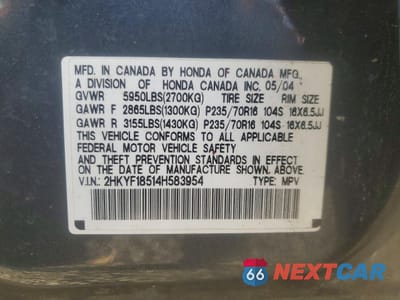 MFD. IN CANADA BY HONDA OF CANADA MFG.,
A DIVISION OF HONDA CANADA INC. 05/04
GVWR 5950LBS(2700KG) TIRE SIZE RIM SIZE
GAWR F 2865LBS(1300KG) P235/70R16 104S 16X6.5JJ
GAWR R 3155LBS(1430KG) P235/70R16 104S 16X6.5JJ
THIS VEHICLE CONFORMS TO ALL APPLICABLE
FEDERAL MOTOR VEHICLE SAFETY
AND THEFT PREVENTION STANDARDS IN EFFECT
ON THE DATE OF MANUFACTURE SHOWN ABOVE.
V.I.N.: 2HKYF18514H583954 TYPE: MPV
66 NEXTCAR